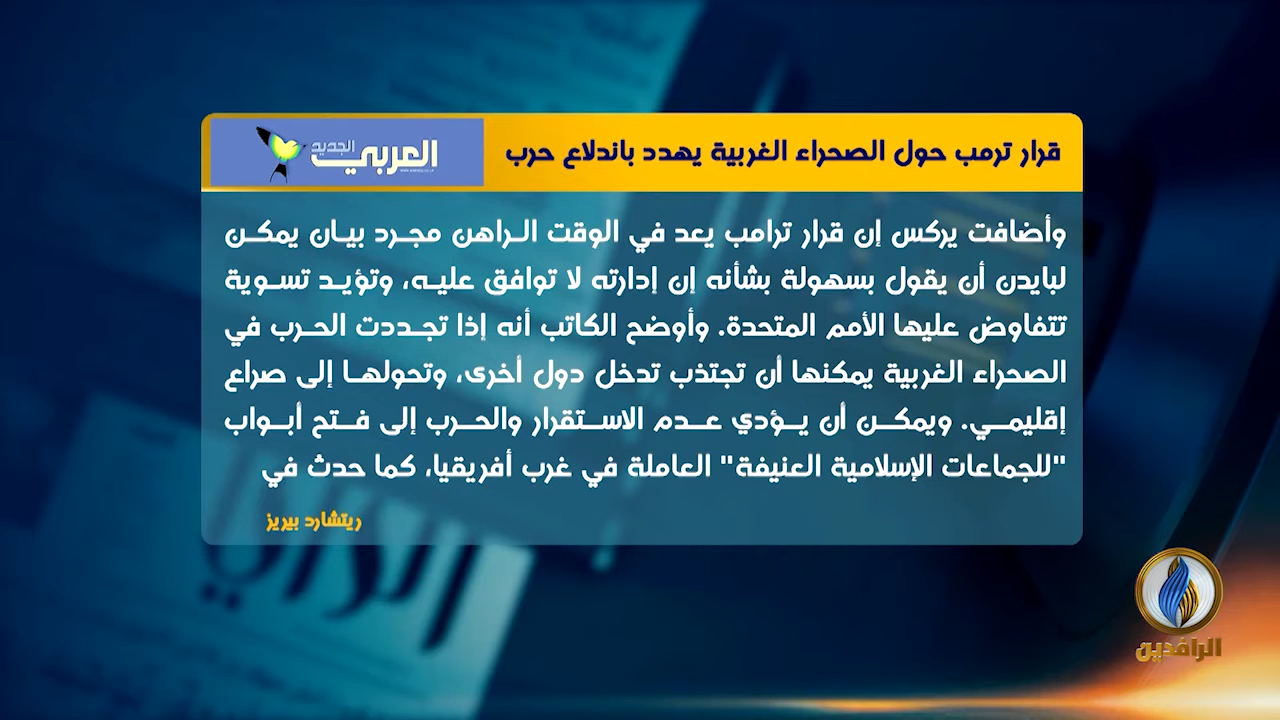 قرار ترمب حول الصحراء الغربية يهدد باندلاع حرب
العربي الجديد
وأضافت يركس إن قرار ترامب يعد في الوقت الراهن مجرد بيان يمكن
لبايدن أن يقول بسهولة بشأنه إن إدارته لا توافق عليه، وتؤيد تسوية
تتفاوض عليها الأمم المتحدة. وأوضح الكاتب أنه إذا تجددت الحرب في
الصحراء الغربية يمكنها أن تجتذب تدخل دول أخرى، وتحولها إلى صراع
إقليمي. ويمكن أن يؤدي عدم الاستقرار والحرب إلى فتح أبواب
"للجماعات الإسلامية العنيفة" العاملة في غرب أفريقيا، كما حدث في
ريتشارد بيريز
الرأي
الرافدين